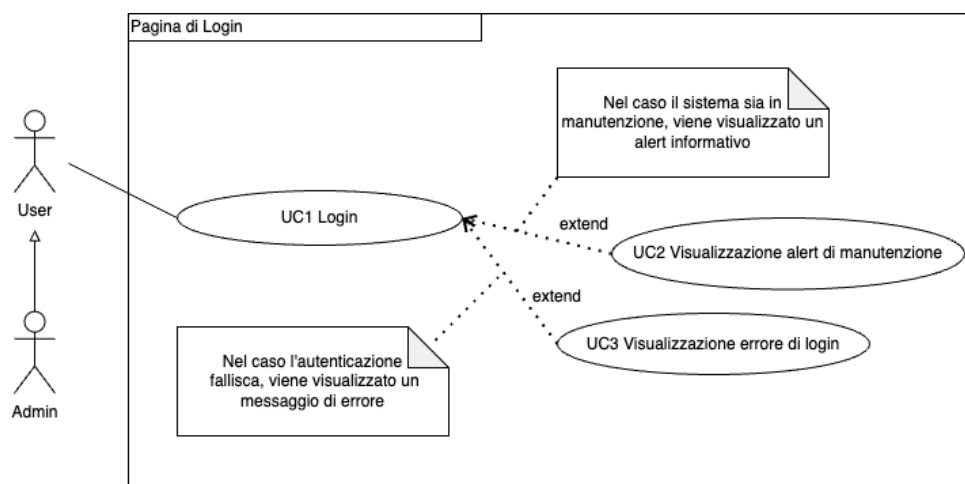 Pagina di Login
Nel caso il sistema sia in
manutenzione, viene visualizzato un
alert informativo
User
UC1 Login
extend
UC2 Visualizzazione alert di manutenzione
extend
UC3 Visualizzazione errore di login
Nel caso l'autenticazione
fallisca, viene visualizzato un
messaggio di errore
Admin